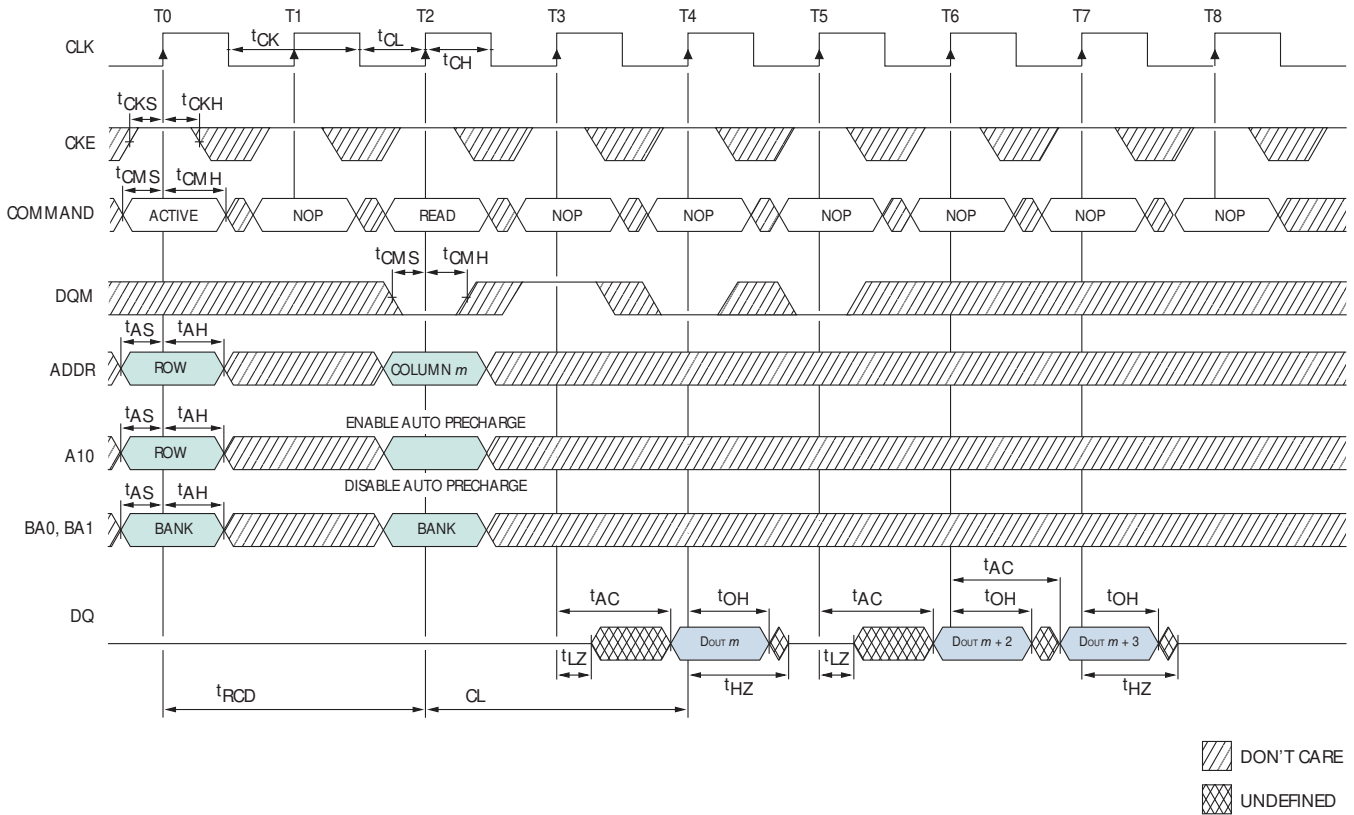 T0 T1 T2 T3 T4 T5 T6 T7 T8
CLK
tCK tCL
tCH
tCKS tCKH
CKE
tCMS tCMH
COMMAND ACTIVE NOP READ NOP NOP NOP NOP NOP NOP
tCMS tCMH
DQM
tAS tAH
ADDR ROW COLUMN m
tAS tAH ENABLE AUTO PRECHARGE
A10 ROW
tAS tAH DISABLE AUTO PRECHARGE
BA0, BA1 BANK BANK
tAC
DQ tAC tOH tAC tOH tOH
DOUT m DOUT m + 2 DOUT m + 3
tLZ tHZ tLZ tHZ
tRCD CL
DON'T CARE
UNDEFINED